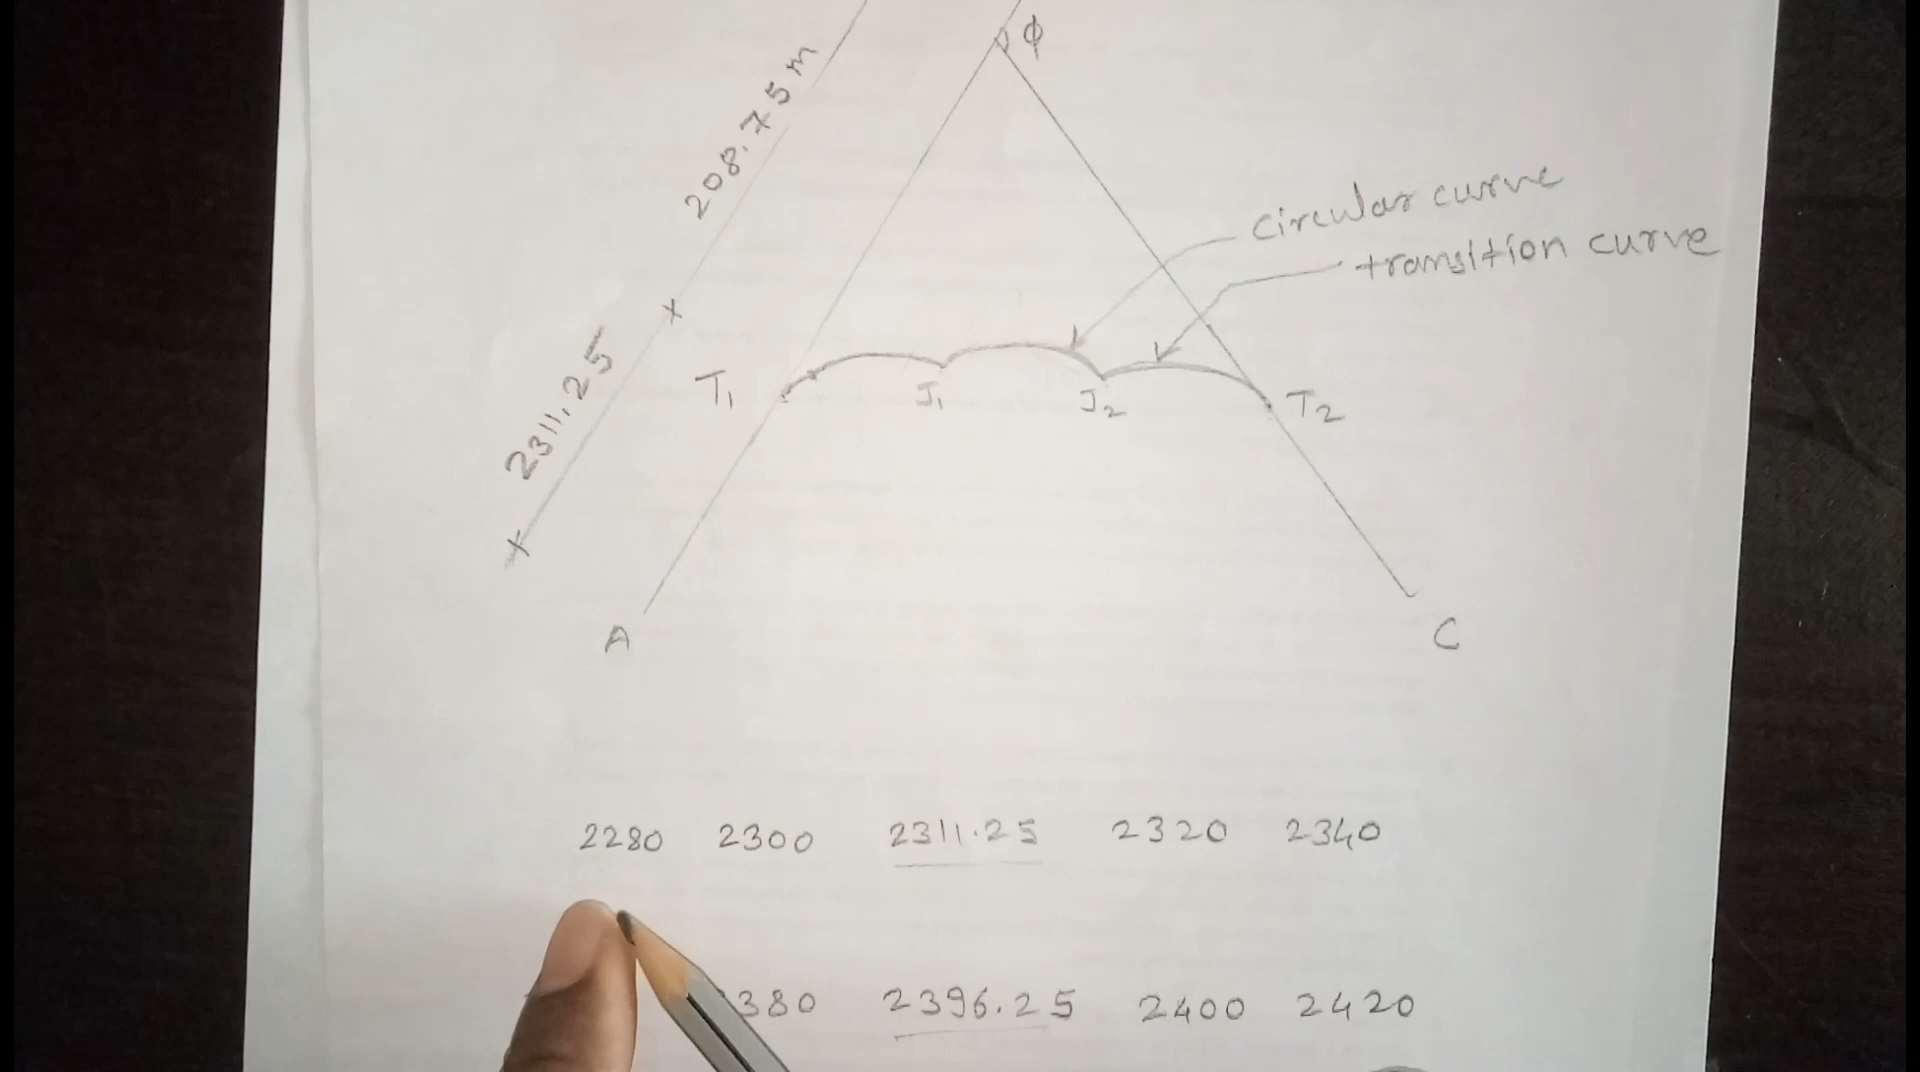 ϕ
208.75 m
circular curve
transition curve
2311.25
T1 J1 J2 T2
A C
2280 2300 2311.25 2320 2340
380 2396.25 2400 2420